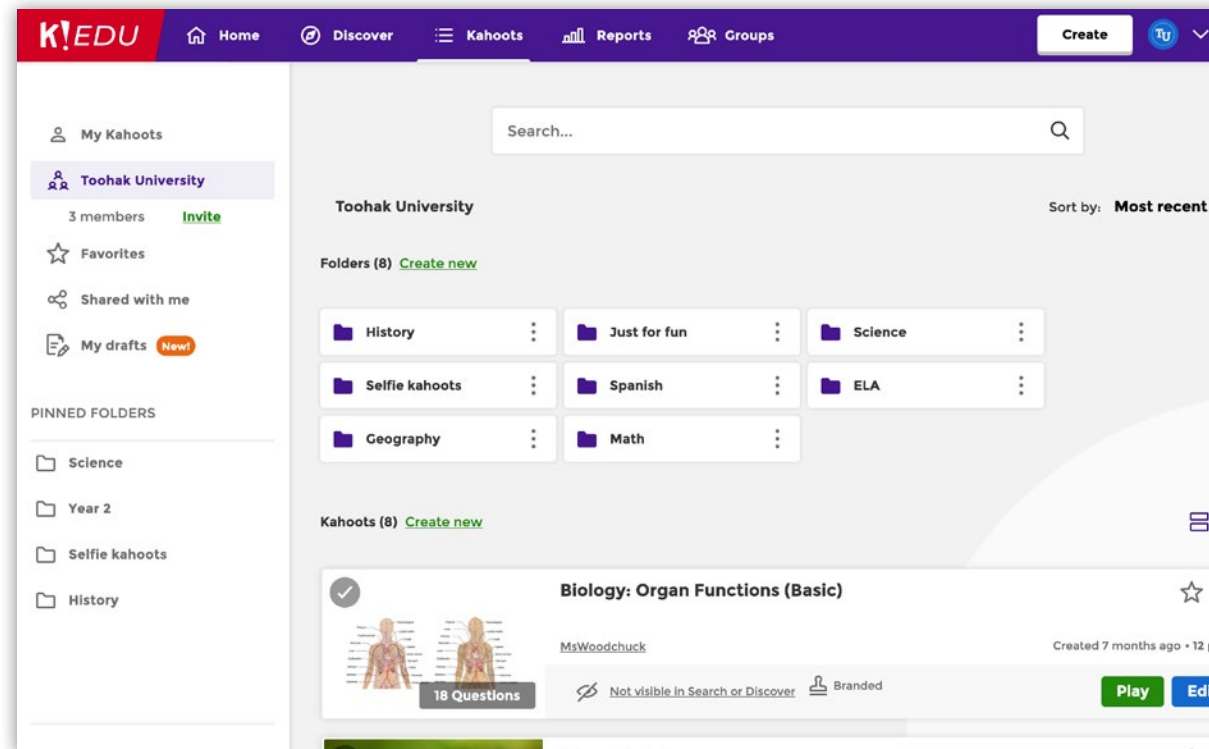 K!EDU
Home
Discover
Kahoots
Reports
Groups
Create
TU
My Kahoots
Toohak University
3 members Invite
Favorites
Shared with me
My drafts New!
PINNED FOLDERS
Science
Year 2
Selfie kahoots
History
Search...
Toohak University
Sort by: Most recent
Folders (8) Create new
History
Just for fun
Science
Selfie kahoots
Spanish
ELA
Geography
Math
Kahoots (8) Create new
Biology: Organ Functions (Basic)
MsWoodchuck
Created 7 months ago • 12 p
18 Questions
Not visible in Search or Discover
Branded
Play
Edi